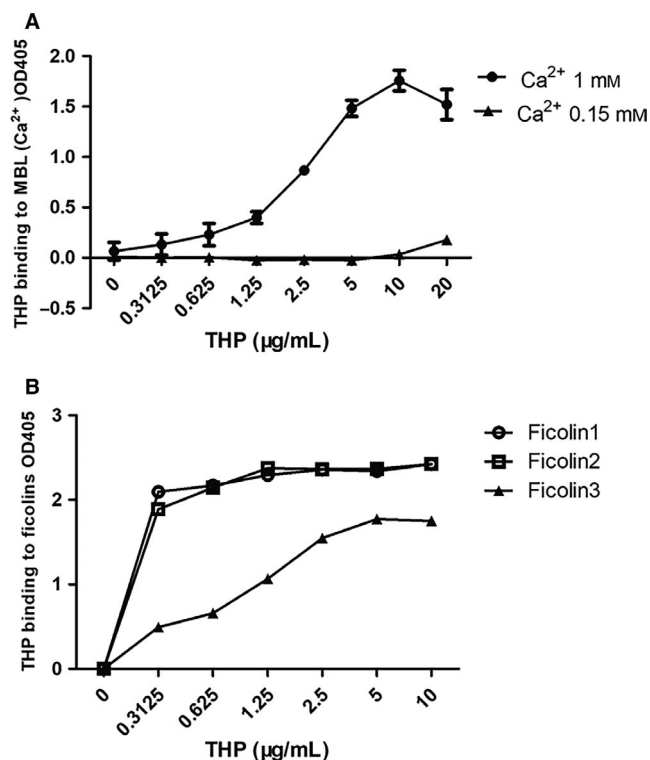 A
THP binding to MBL (Ca²⁺ )OD405
2.0
1.5
1.0
0.5
0.0
–0.5
0
0.3125
0.625
1.25
2.5
5
10
20
THP (µg/mL)
Ca²⁺ 1 mM
Ca²⁺ 0.15 mM
B
THP binding to ficolins OD405
3
2
1
0
0
0.3125
0.625
1.25
2.5
5
10
THP (µg/mL)
Ficolin1
Ficolin2
Ficolin3